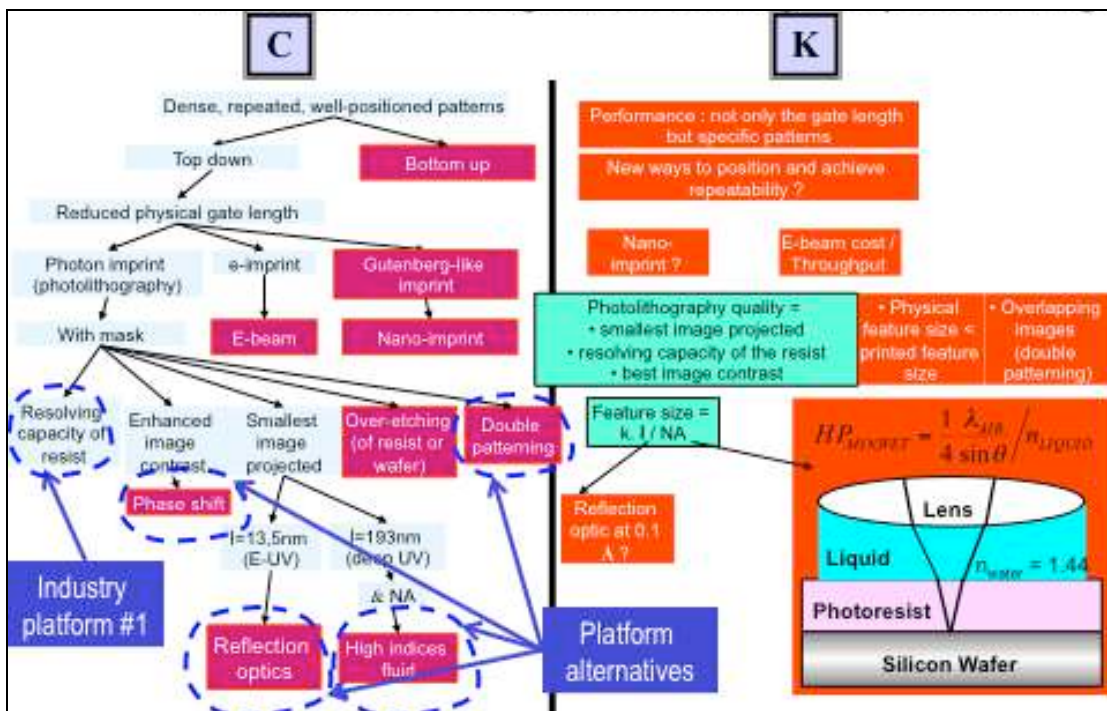 C
K
Dense, repeated, well-positioned patterns
Top down
Bottom up
Reduced physical gate length
Photon imprint
(photolithography)
e-imprint
Gutenberg-like
imprint
With mask
E-beam
Nano-imprint
Resolving
capacity of
resist
Enhanced
image
contrast
Smallest
image
projected
Over-etching
(of resist or
wafer)
Double
patterning
Phase shift
l=13,5nm
(E-UV)
l=193nm
(deep UV)
& NA
Industry
platform #1
Reflection
optics
High indices
fluid
Platform
alternatives
Performance : not only the gate length
but specific patterns
New ways to position and achieve
repeatability ?
Nano-
imprint ?
E-beam cost /
Throughput
Photolithography quality =
• smallest image projected
• resolving capacity of the resist
• best image contrast
• Physical
feature size <
printed feature
size
• Overlapping
images
(double
patterning)
Feature size =
k. l / NA
Reflection
optic at 0.1
A ?
1 / 4 sin θ / n LIQUID
Lens
Liquid
n water = 1.44
Photoresist
Silicon Wafer